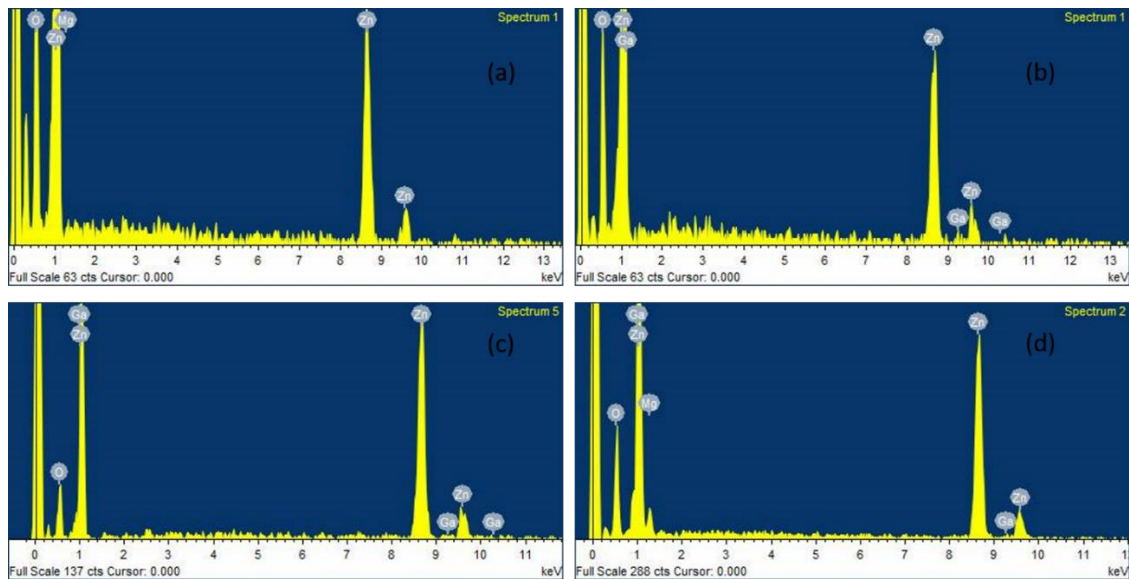 Spectrum 1
O Mg Zn
Zn
(a)
Zn
0 1 2 3 4 5 6 7 8 9 10 11 12 13
Full Scale 63 cts Cursor: 0.000 keV
Spectrum 1
O Zn
Ga
Zn
(b)
Zn
Ga Ga
0 1 2 3 4 5 6 7 8 9 10 11 12 13
Full Scale 63 cts Cursor: 0.000 keV
Spectrum 5
Ga Zn
Zn
(c)
O
Zn
Ga Ga
0 1 2 3 4 5 6 7 8 9 10 11
Full Scale 137 cts Cursor: 0.000 keV
Spectrum 2
Ga
Zn
Zn
(d)
Mg
O
Zn
Ga
0 1 2 3 4 5 6 7 8 9 10 12
Full Scale 288 cts Cursor: 0.000 keV